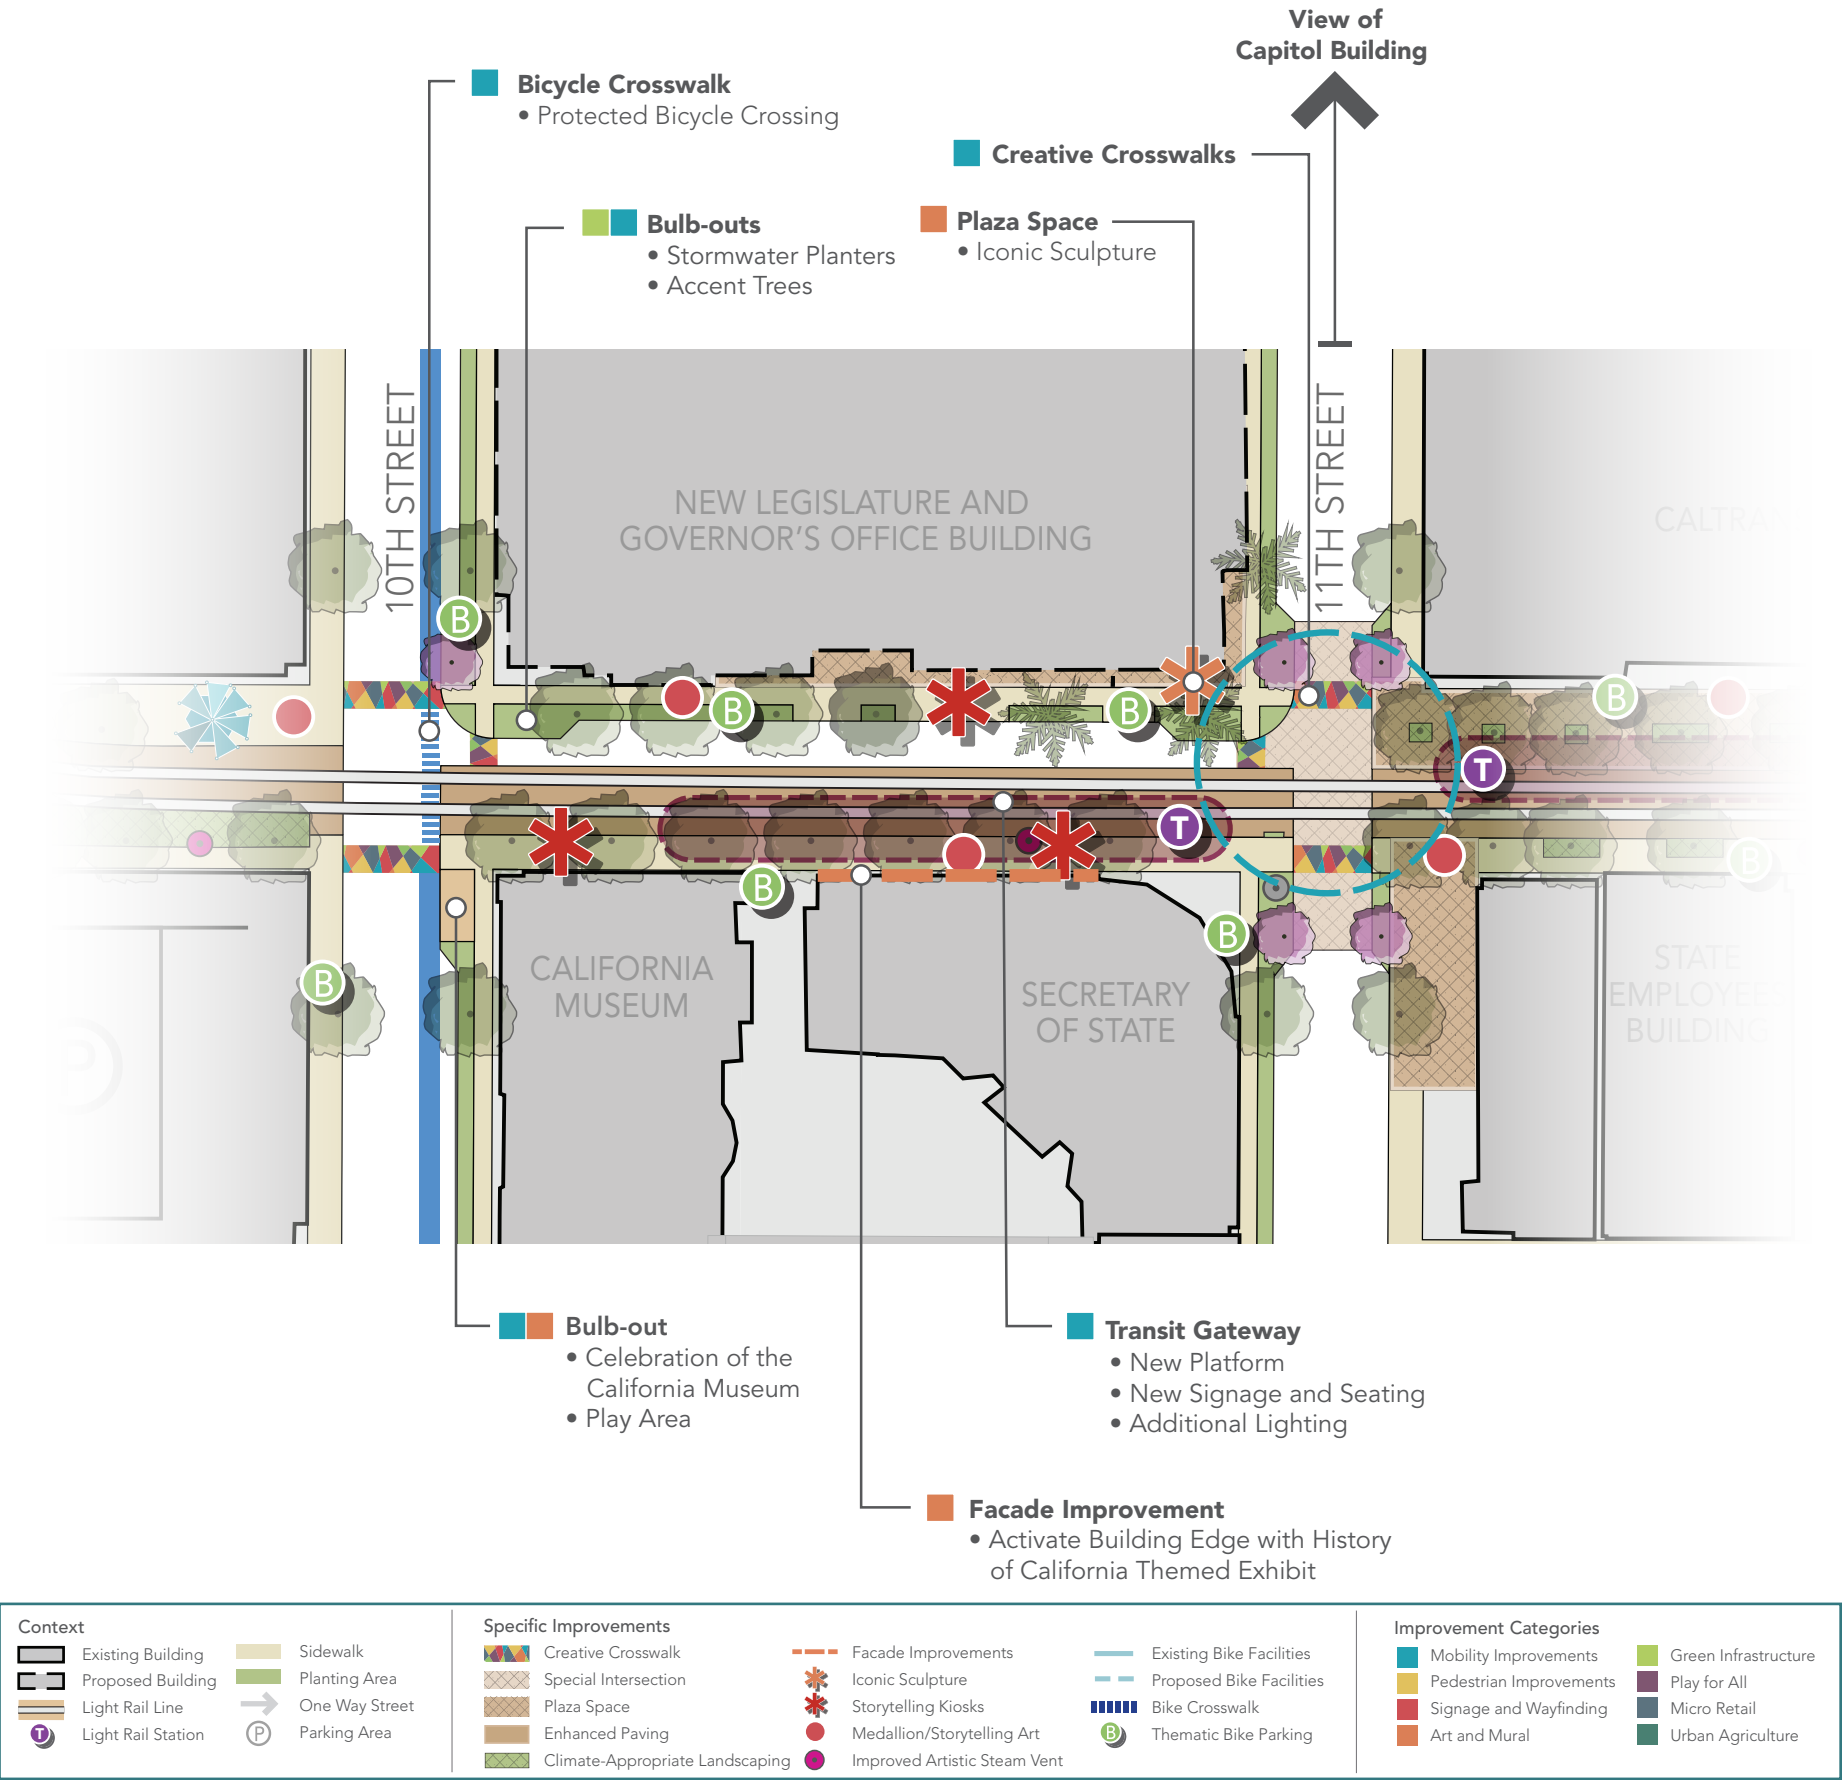 View of
Capitol Building
Bicycle Crosswalk
• Protected Bicycle Crossing
Creative Crosswalks
Bulb-outs
• Stormwater Planters
• Accent Trees
Plaza Space
• Iconic Sculpture
10TH STREET
11TH STREET
NEW LEGISLATURE AND
GOVERNOR'S OFFICE BUILDING
CALTRA
B
B
B
B
T
T
B
B
B
B
P
CALIFORNIA
MUSEUM
SECRETARY
OF STATE
STATE
EMPLOYEE
BUILDING
Bulb-out
• Celebration of the
California Museum
• Play Area
Transit Gateway
• New Platform
• New Signage and Seating
• Additional Lighting
Facade Improvement
• Activate Building Edge with History
of California Themed Exhibit
Context
Existing Building
Proposed Building
Light Rail Line
T Light Rail Station
Sidewalk
Planting Area
One Way Street
P Parking Area
Specific Improvements
Creative Crosswalk
Special Intersection
Plaza Space
Enhanced Paving
Climate-Appropriate Landscaping
Facade Improvements
Iconic Sculpture
Storytelling Kiosks
Medallion/Storytelling Art
Improved Artistic Steam Vent
Existing Bike Facilities
Proposed Bike Facilities
Bike Crosswalk
B Thematic Bike Parking
Improvement Categories
Mobility Improvements
Pedestrian Improvements
Signage and Wayfinding
Art and Mural
Green Infrastructure
Play for All
Micro Retail
Urban Agriculture